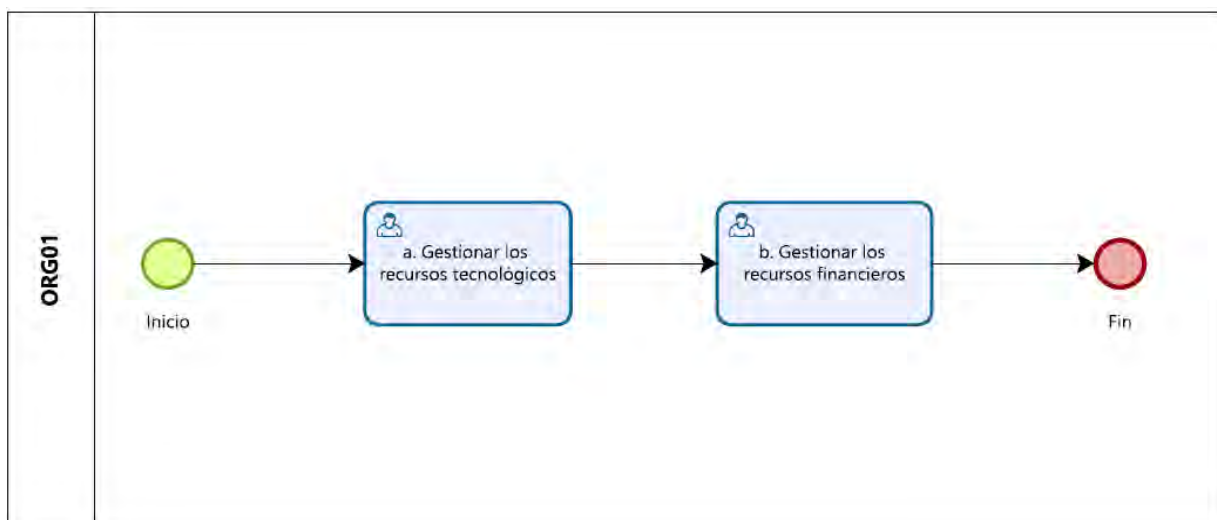 ORG01
Inicio
a. Gestionar los
recursos tecnológicos
b. Gestionar los
recursos financieros
Fin